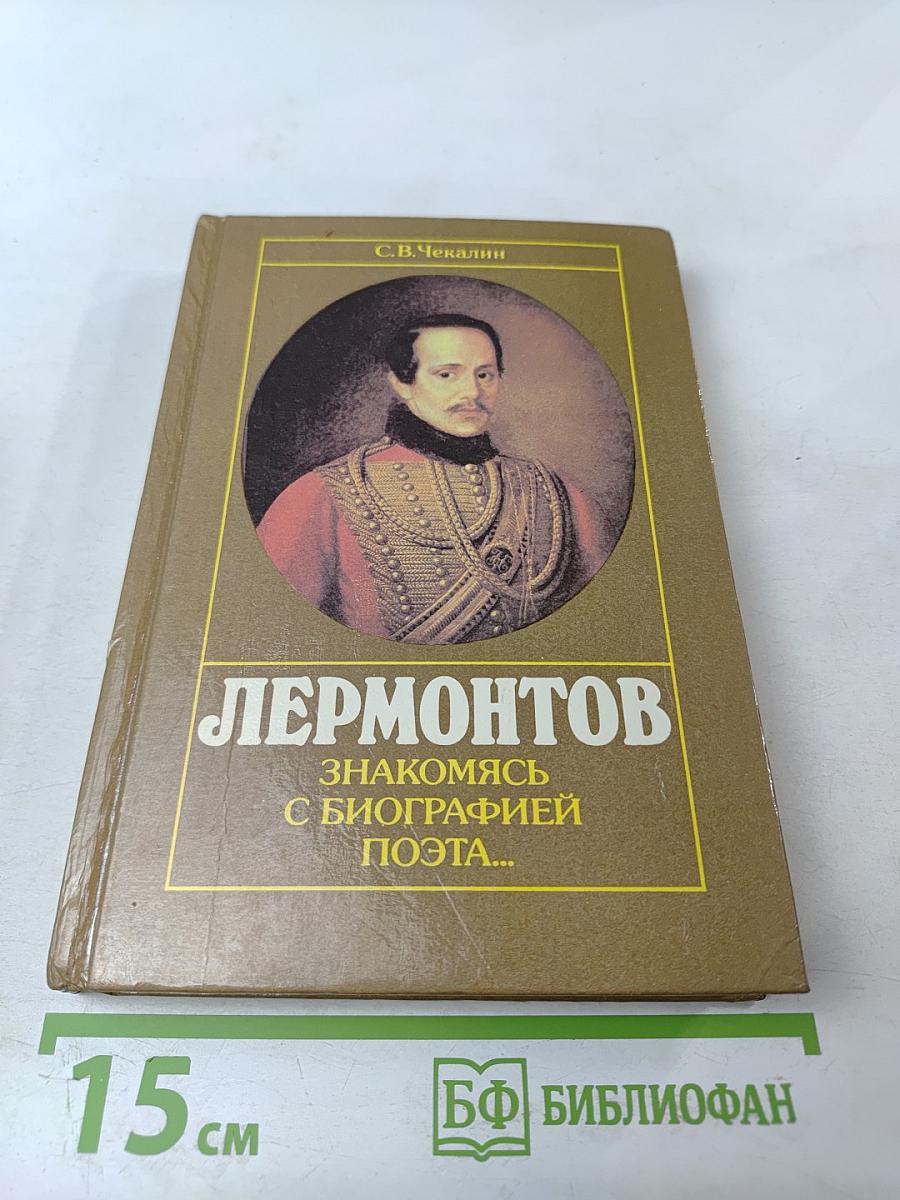 С.В.Чекалин
ЛЕРМОНТОВ
ЗНАКОМЯСЬ
С БИОГРАФИЕЙ
ПОЭТА...
15 см
БФ БИБЛИОФАН